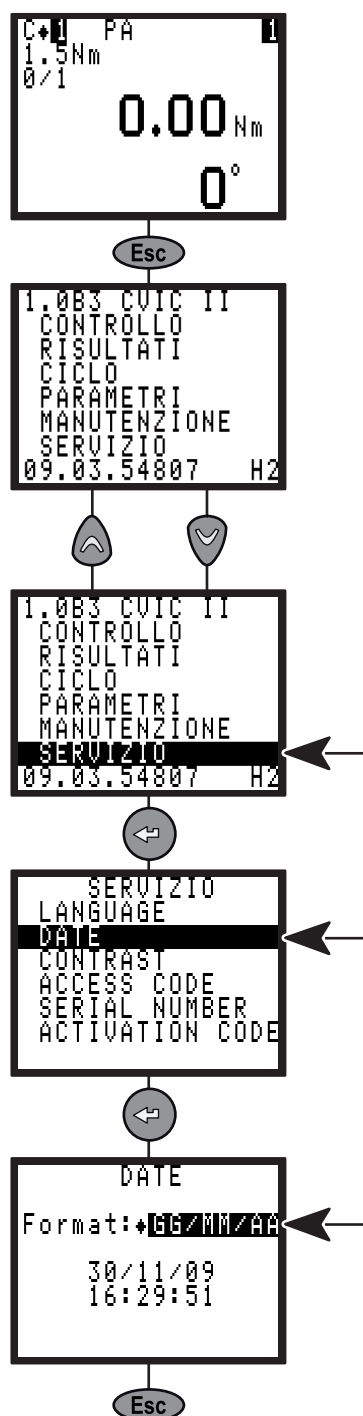 C♦1 PA 1
1.5Nm
0/1
0.00 Nm
0°
Esc
1.0B3 CVIC II
CONTROLLO
RISULTATI
CICLO
PARAMETRI
MANUTENZIONE
SERVIZIO
09.03.54807 H2
1.0B3 CVIC II
CONTROLLO
RISULTATI
CICLO
PARAMETRI
MANUTENZIONE
SERVIZIO
09.03.54807 H2
SERVIZIO
LANGUAGE
DATE
CONTRAST
ACCESS CODE
SERIAL NUMBER
ACTIVATION CODE
DATE
Format:♦GG/MM/AA
30/11/09
16:29:51
Esc